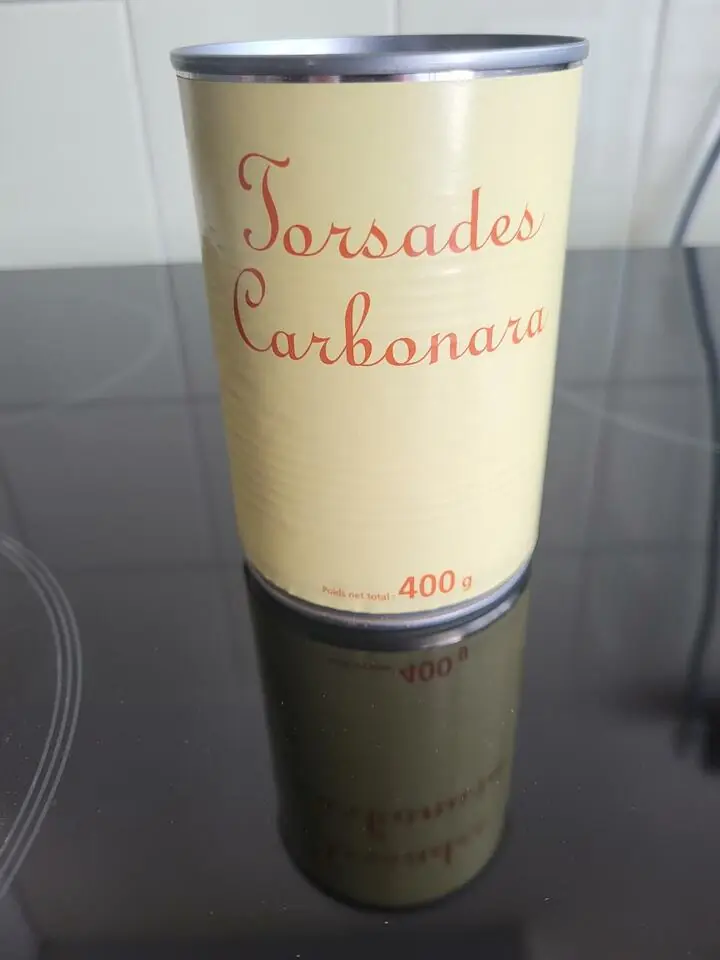 Torsades
Carbonara
Poids net total : 400 g